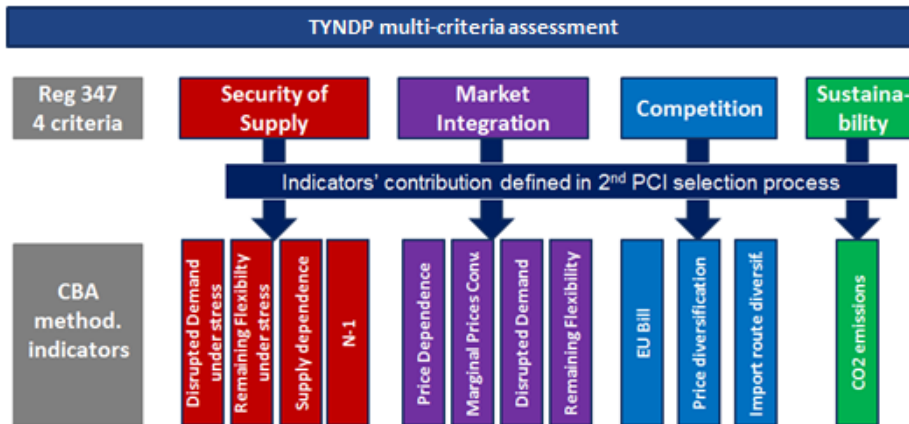 TYNDP multi-criteria assessment
Reg 347
4 criteria
Security of
Supply
Market
Integration
Competition
Sustaina-
bility
Indicators' contribution defined in 2nd PCI selection process
CBA
method.
indicators
Disrupted Demand
under stress
Remaining Flexibilty
under stress
Supply dependence
N-1
Price Dependence
Marginal Prices Conv.
Disrupted Demand
Remaining Flexibility
EU Bill
Price diversification
Import route diversif.
CO2 emissions